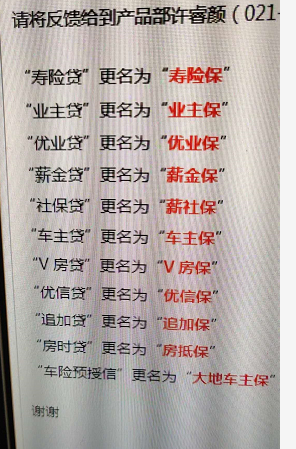 请将反馈给到产品部许睿颜（021-
“寿险贷”更名为“寿险保”
“业主贷”更名为“业主保”
“优业贷”更名为“优业保”
“薪金贷”更名为“薪金保”
“社保贷”更名为“薪社保”
“车主贷”更名为“车主保”
“V房贷”更名为“V房保”
“优信贷”更名为“优信保”
“追加贷”更名为“追加保”
“房时贷”更名为“房抵保”
“车险预授信”更名为“大地车主保”
谢谢